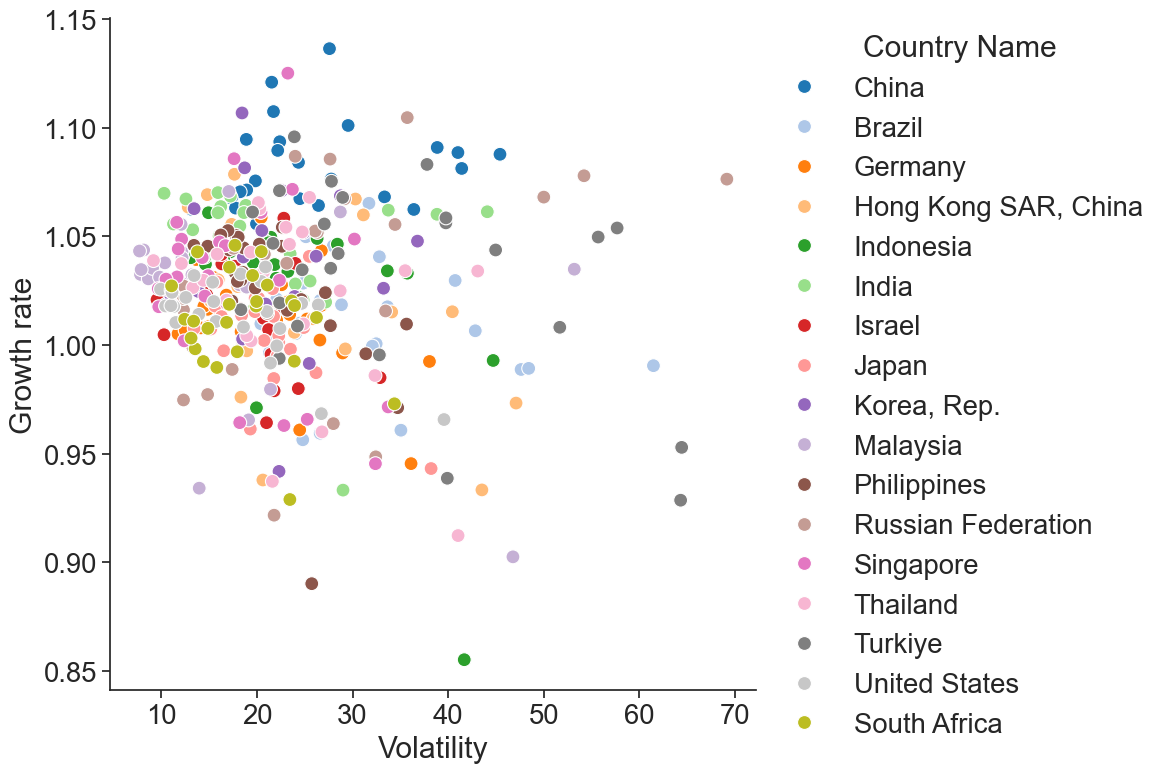 1.15
1.10
1.05
1.00
0.95
0.90
0.85
Growth rate
10 20 30 40 50 60 70
Volatility
Country Name
China
Brazil
Germany
Hong Kong SAR, China
Indonesia
India
Israel
Japan
Korea, Rep.
Malaysia
Philippines
Russian Federation
Singapore
Thailand
Turkiye
United States
South Africa